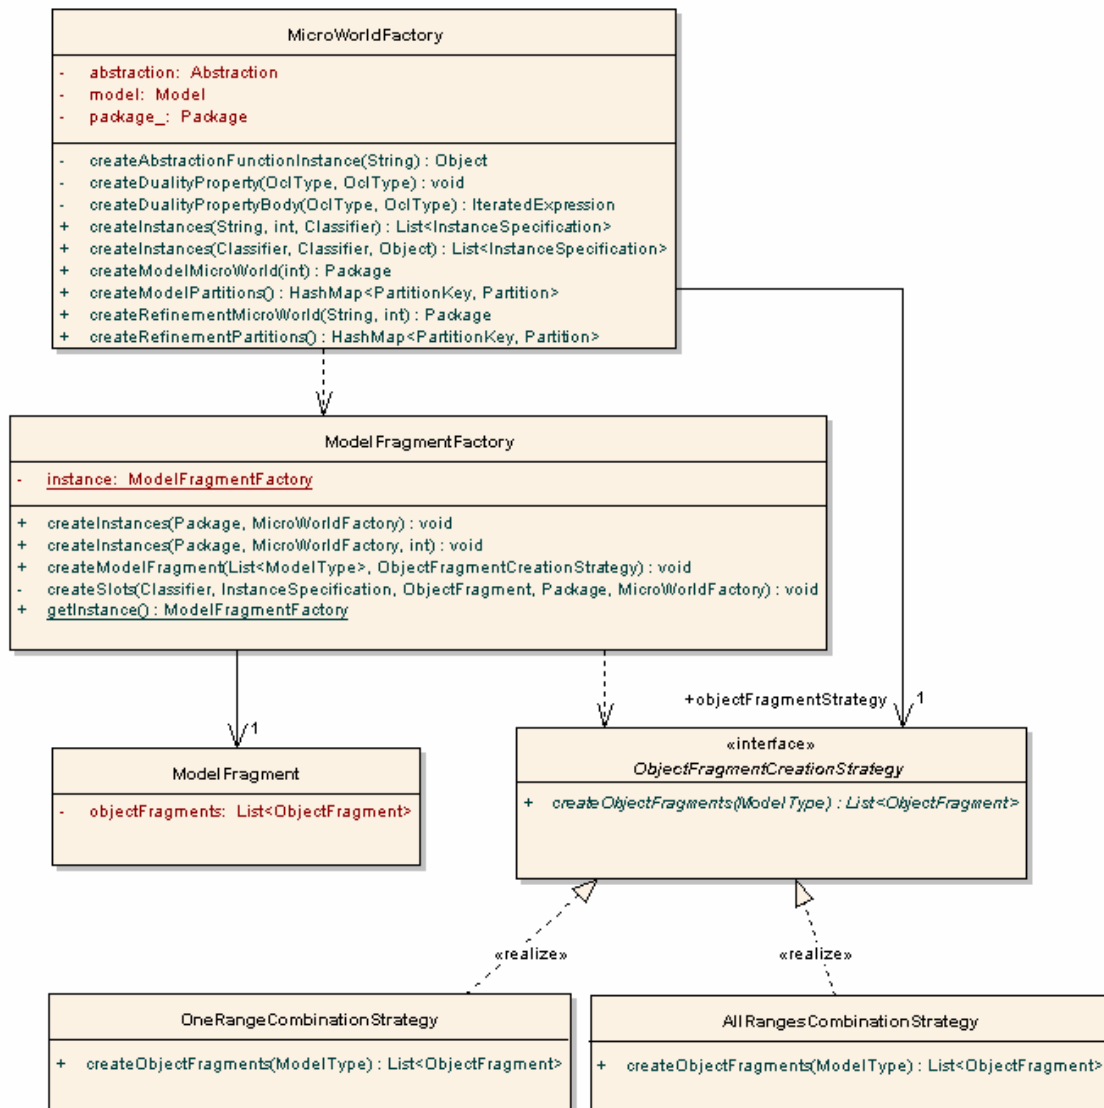 MicroWorldFactory
- abstraction: Abstraction
- model: Model
- package_: Package
- createAbstractionFunctionInstance(String) : Object
- createDualityProperty(OclType, OclType) : void
- createDualityPropertyBody(OclType, OclType) : IteratedExpression
+ createInstances(String, int, Classifier) : List<InstanceSpecification>
+ createInstances(Classifier, Classifier, Object) : List<InstanceSpecification>
+ createModelMicroWorld(int) : Package
+ createModelPartitions() : HashMap<PartitionKey, Partition>
+ createRefinementMicroWorld(String, int) : Package
+ createRefinementPartitions() : HashMap<PartitionKey, Partition>
ModelFragmentFactory
- instance: ModelFragmentFactory
+ createInstances(Package, MicroWorldFactory) : void
+ createInstances(Package, MicroWorldFactory, int) : void
+ createModelFragment(List<ModelType>, ObjectFragmentCreationStrategy) : void
- createSlots(Classifier, InstanceSpecification, ObjectFragment, Package, MicroWorldFactory) : void
+ getInstance() : ModelFragmentFactory
+objectFragmentStrategy 1
1
ModelFragment
- objectFragments: List<ObjectFragment>
«interface»
ObjectFragmentCreationStrategy
+ createObjectFragments(ModelType) : List<ObjectFragment>
«realize» «realize»
OneRangeCombinationStrategy
+ createObjectFragments(ModelType) : List<ObjectFragment>
AllRangesCombinationStrategy
+ createObjectFragments(ModelType) : List<ObjectFragment>